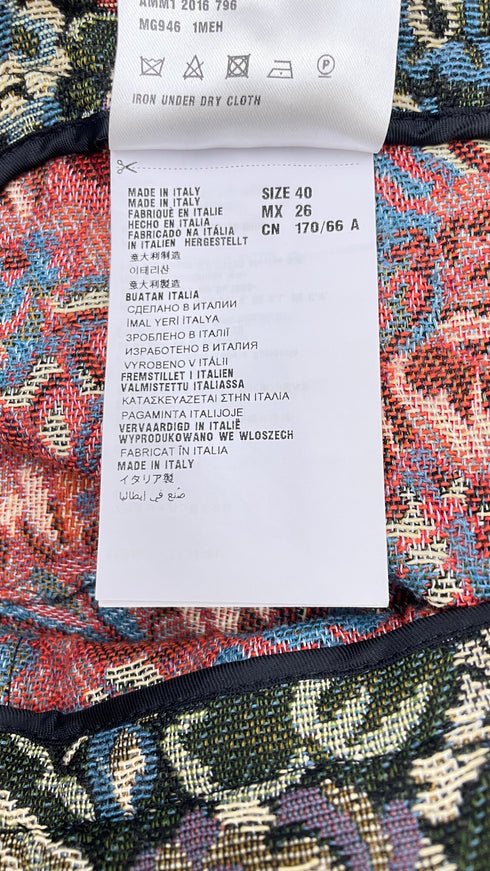 AMM1 2016 796
MG946 1MEH
IRON UNDER DRY CLOTH
MADE IN ITALY
MADE IN ITALY
FABRIQUÉ EN ITALIE
HECHO EN ITALIA
FABRICADO NA ITÁLIA
IN ITALIEN HERGESTELLT
意大利制造
이태리산
意大利製造
BUATAN ITALIA
СДЕЛАНО В ИТАЛИИ
İMAL YERİ İTALYA
ЗРОБЛЕНО В ІТАЛІЇ
ИЗРАБОТЕНО В ИТАЛИЯ
VYROBENO V ITÁLII
FREMSTILLET I ITALIEN
VALMISTETTU ITALIASSA
ΚΑΤΑΣΚΕΥΑΖΕΤΑΙ ΣΤΗΝ ΙΤΑΛΙΑ
PAGAMINTA ITALIJOJE
VERVAARDIGD IN ITALIË
WYPRODUKOWANO WE WLOSZECH
FABRICAT ÎN ITALIA
MADE IN ITALY
イタリア製
صُنع في إيطاليا
SIZE 40
MX 26
CN 170/66 A
P